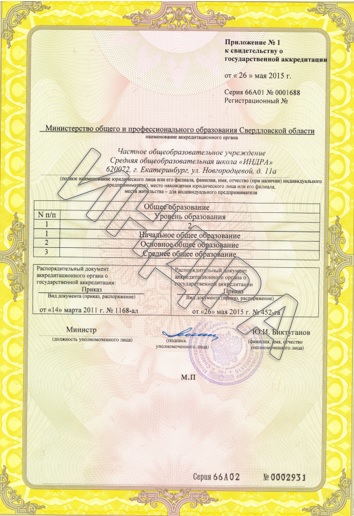 Приложение № 1
к свидетельству о
государственной аккредитации
от « 26 » мая 2015 г.
Серия 66А01 № 0001688
Регистрационный №
Министерство общего и профессионального образования Свердловской области
наименование аккредитационного органа
Частное общеобразовательное учреждение
Средняя общеобразовательная школа «ИНДРА»
620072, г. Екатеринбург, ул. Новгородцевой, д. 11а
(полное наименование юридического лица или его филиала, фамилия, имя, отчество (при наличии) индивидуального
предпринимателя), место нахождения юридического лица или его филиала,
места жительства - для индивидуального предпринимателя
Общее образование
N п/п
Уровень образования
1
2
1
Начальное общее образование
2
Основное общее образование
3
Среднее общее образование
Распорядительный документ
аккредитационного органа о
государственной аккредитации:
Приказ
Вид документа (приказ, распоряжение)
от «14» марта 2011 г. № 1168-ал
Распорядительный документ
аккредитационного органа о
государственной аккредитации
Приказ
Вид документа (приказ, распоряжение)
от «26» мая 2015 г. № 452-га
Министр
(должность уполномоченного лица)
(подпись
уполномоченного лица)
Ю.И. Биктуганов
(фамилия, имя, отчество
уполномоченного лица)
М.П
ИНДРА
Серия 66А02
№ 0002931